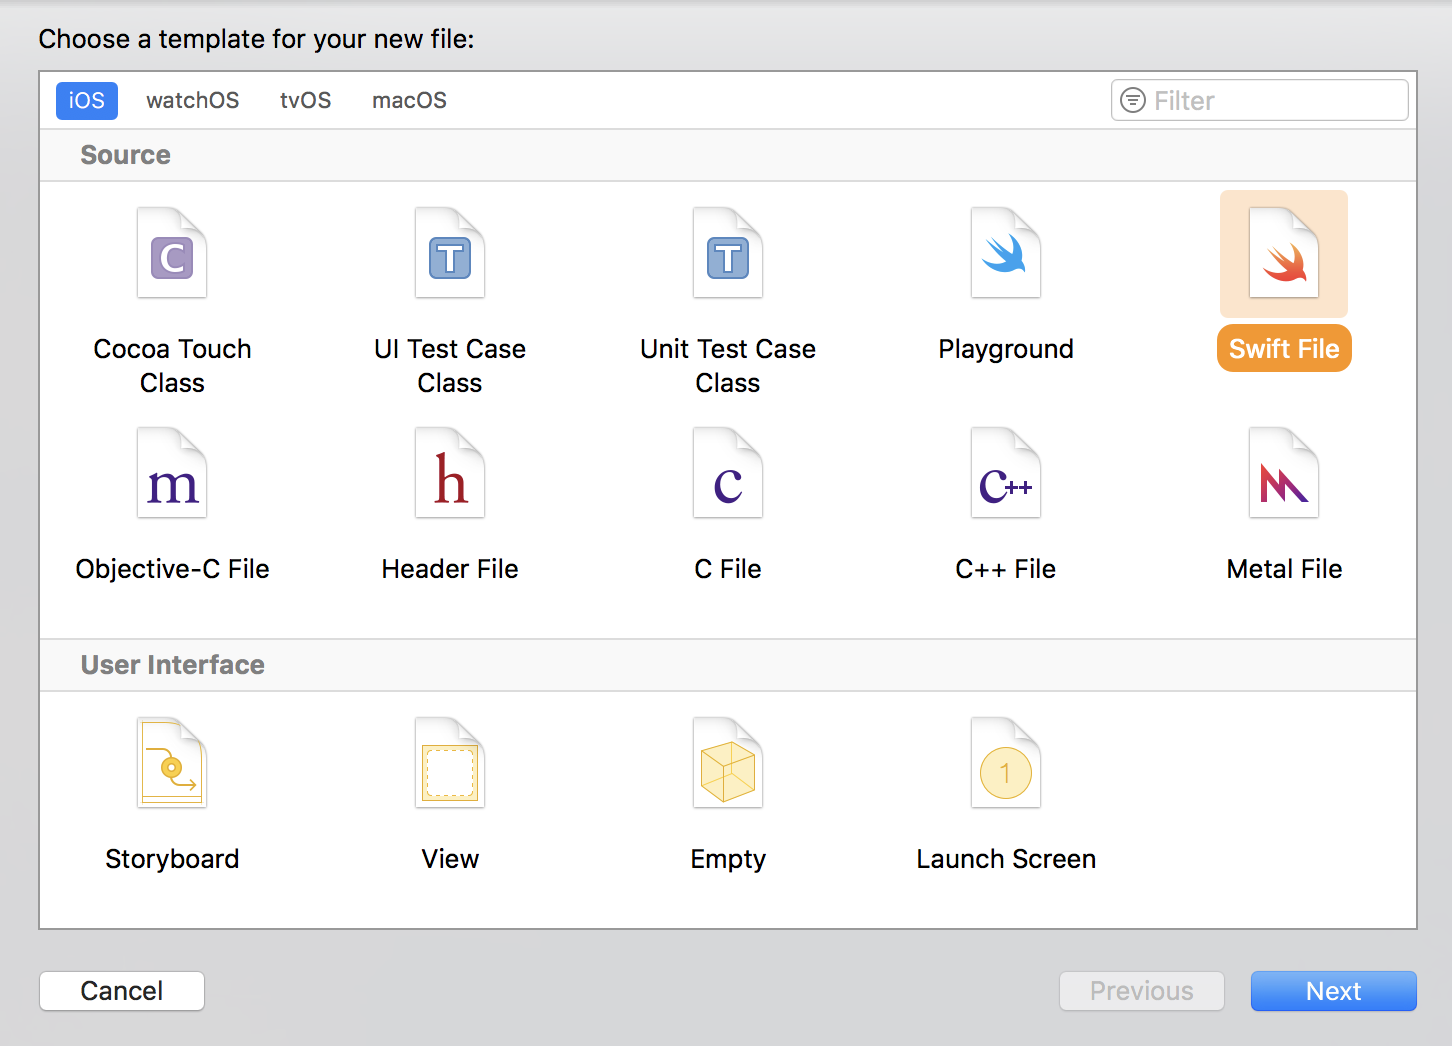 Choose a template for your new file:
iOS watchOS tvOS macOS Filter
Source
C T T
Cocoa Touch Class UI Test Case Class Unit Test Case Class Playground Swift File
m h c C++
Objective-C File Header File C File C++ File Metal File
User Interface
1
Storyboard View Empty Launch Screen
Cancel Previous Next